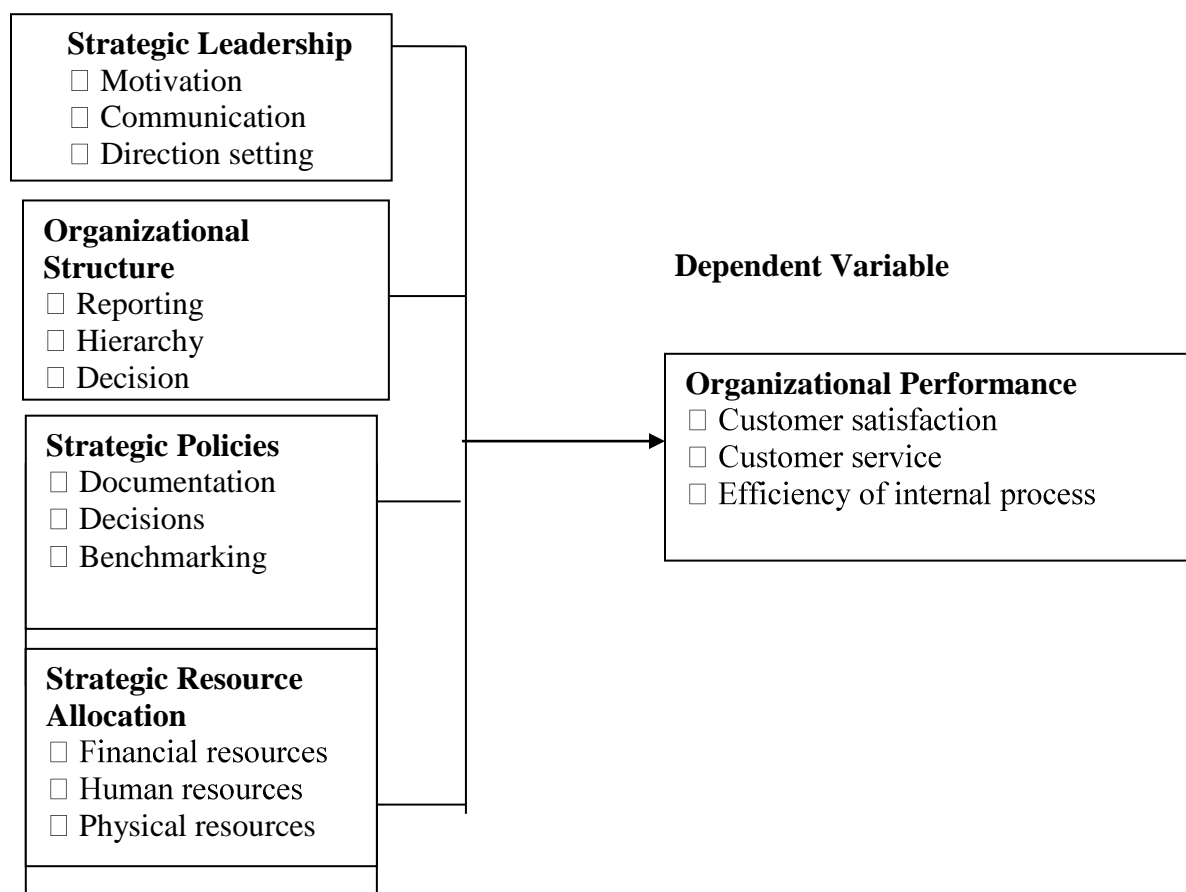 Strategic Leadership
□ Motivation
□ Communication
□ Direction setting
Organizational
Structure
□ Reporting
□ Hierarchy
□ Decision
Strategic Policies
□ Documentation
□ Decisions
□ Benchmarking
Strategic Resource
Allocation
□ Financial resources
□ Human resources
□ Physical resources
Dependent Variable
Organizational Performance
□ Customer satisfaction
□ Customer service
□ Efficiency of internal process